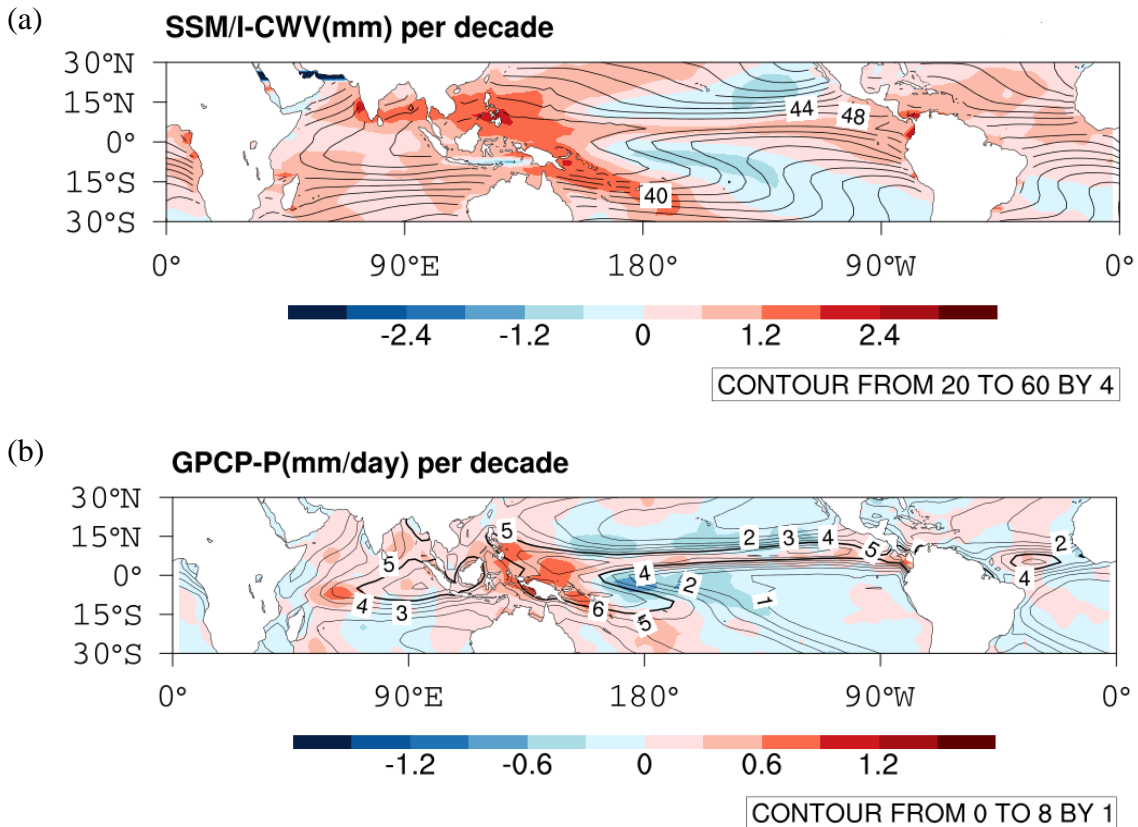 (a)
SSM/I-CWV(mm) per decade
30°N
15°N
0°
15°S
30°S
44
48
40
0°
90°E
180°
90°W
0°
-2.4
-1.2
0
1.2
2.4
CONTOUR FROM 20 TO 60 BY 4
(b)
GPCP-P(mm/day) per decade
30°N
15°N
0°
15°S
30°S
5
2
3
4
5
2
5
4
4
4
2
1
3
6
5
0°
90°E
180°
90°W
0°
-1.2
-0.6
0
0.6
1.2
CONTOUR FROM 0 TO 8 BY 1